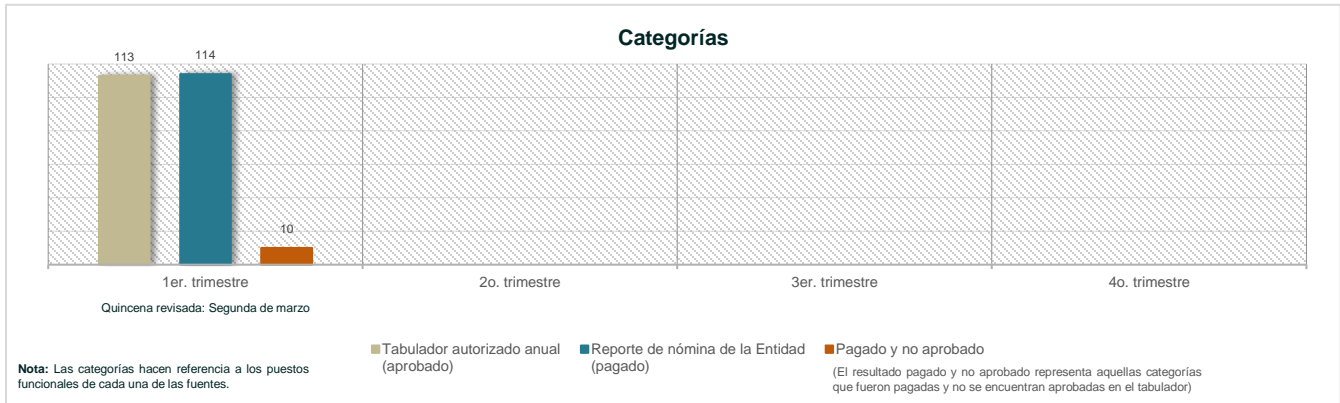 Categorías
113
114
10
1er. trimestre
2o. trimestre
3er. trimestre
4o. trimestre
Quincena revisada: Segunda de marzo
Tabulador autorizado anual
(aprobado)
Reporte de nómina de la Entidad
(pagado)
Pagado y no aprobado
(El resultado pagado y no aprobado representa aquellas categorías
que fueron pagadas y no se encuentran aprobadas en el tabulador)
Nota: Las categorías hacen referencia a los puestos
funcionales de cada una de las fuentes.